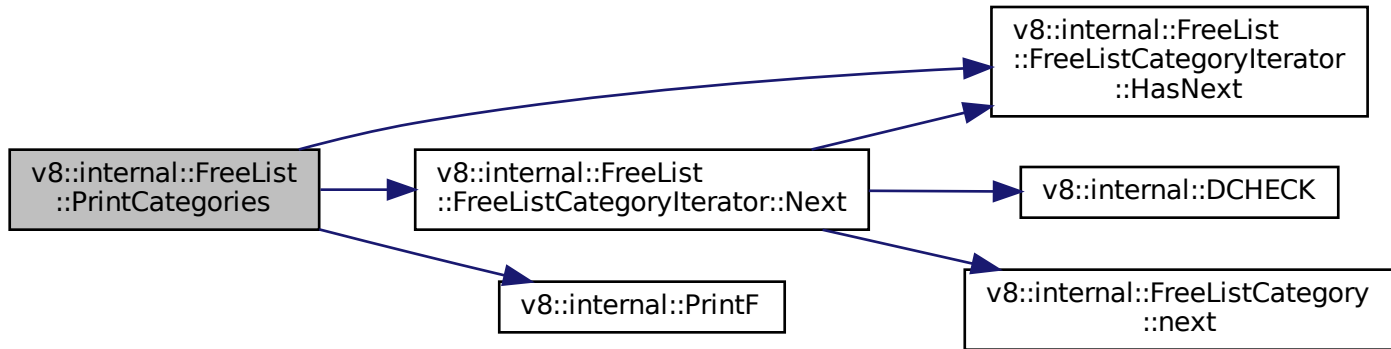 v8::internal::FreeList
::PrintCategories
v8::internal::FreeList
::FreeListCategoryIterator::Next
v8::internal::PrintF
v8::internal::FreeList
::FreeListCategoryIterator
::HasNext
v8::internal::DCHECK
v8::internal::FreeListCategory
::next